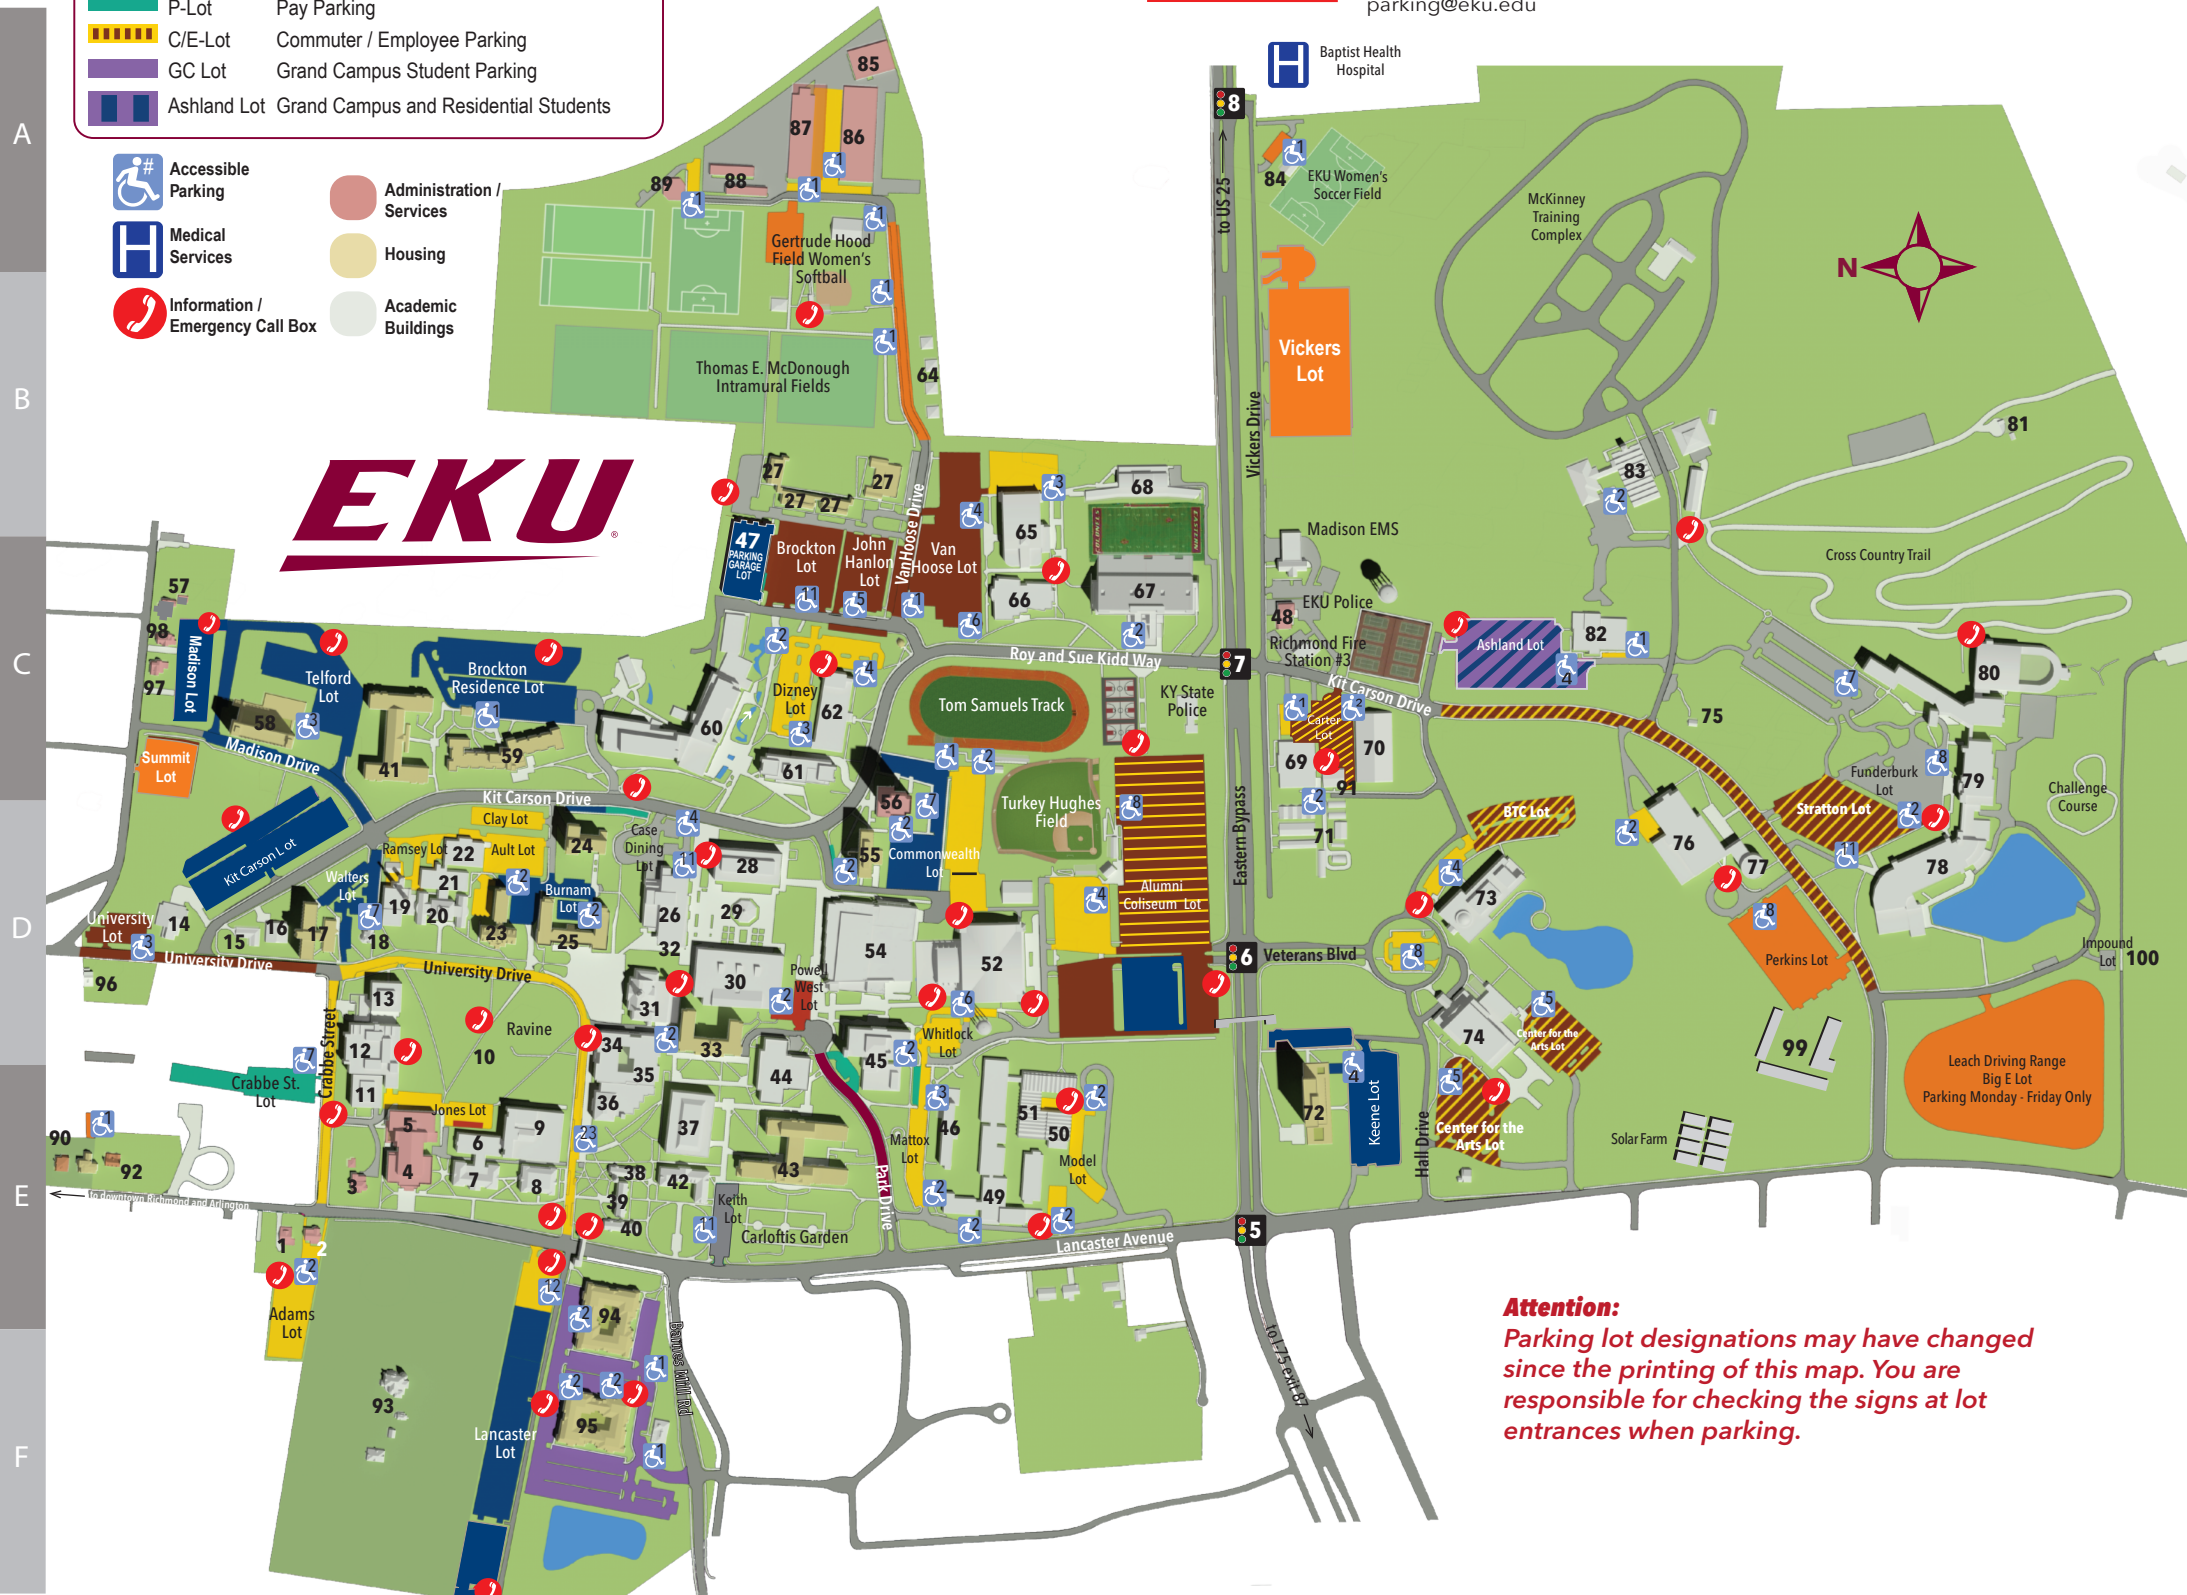 P-Lot Pay Parking
parking@eku.edu
C/E-Lot Commuter / Employee Parking
GC Lot Grand Campus Student Parking
Ashland Lot Grand Campus and Residential Students
Baptist Health
Hospital
Accessible
Parking
Medical
Services
Information /
Emergency Call Box
Administration /
Services
Housing
Academic
Buildings
A
B
C
D
E
F
EKU®
N
85
87
86
89
88
Gertrude Hood
Field Women's
Softball
Thomas E. McDonough
Intramural Fields
64
8
to US 25
84
EKU Women's
Soccer Field
McKinney
Training
Complex
Vickers
Lot
Vickers Drive
81
83
27
27
27
27
47
PARKING
GARAGE
LOT
Brockton
Lot
John
Hanlon
Lot
Van Hoose Drive
Van
Hoose Lot
65
66
68
COLONELS
EASTERN
67
Madison EMS
48
EKU Police
Richmond Fire
Station #3
Cross Country Trail
Ashland Lot
82
80
57
98
97
Madison Lot
Telford
Lot
58
Madison Drive
Summit
Lot
41
Brockton
Residence Lot
59
60
Dizney
Lot
62
61
Roy and Sue Kidd Way
7
Tom Samuels Track
KY State
Police
Kit Carson Drive
Carter
Lot
69
70
91
71
75
Funderburk
Lot
79
Challenge
Course
Stratton Lot
78
BTC Lot
76
77
73
Kit Carson Drive
Kit Carson Lot
Clay Lot
Ramsey Lot
22
Ault Lot
24
Case
Dining
Lot
28
56
55
Commonwealth
Lot
Turkey Hughes
Field
Alumni
Coliseum Lot
Eastern Bypass
Walters
Lot
21
19
20
18
23
Burnam
Lot
25
26
29
32
University
Lot
14
15
16
17
University Drive
University Drive
96
13
12
11
Ravine
10
31
30
Powell
West
Lot
54
52
6
Veterans Blvd
Perkins Lot
Impound
Lot 100
34
33
35
36
44
45
Whitlock
Lot
74
Center for the
Arts Lot
Center for the
Arts Lot
99
Leach Driving Range
Big E Lot
Parking Monday - Friday Only
Solar Farm
Crabbe Street
Crabbe St.
Lot
Jones Lot
5
4
3
6
7
9
8
37
38
39
40
42
43
Keith
Lot
Carloftis Garden
Park Drive
Mattox
Lot
46
51
50
49
Model
Lot
72
Keene Lot
Hall Drive
90
92
to downtown Richmond and Arlington
Lancaster Avenue
5
1
2
Adams
Lot
93
Lancaster
Lot
94
95
Barnes Mill Rd
to I-75 exit 87
Attention:
Parking lot designations may have changed
since the printing of this map. You are
responsible for checking the signs at lot
entrances when parking.